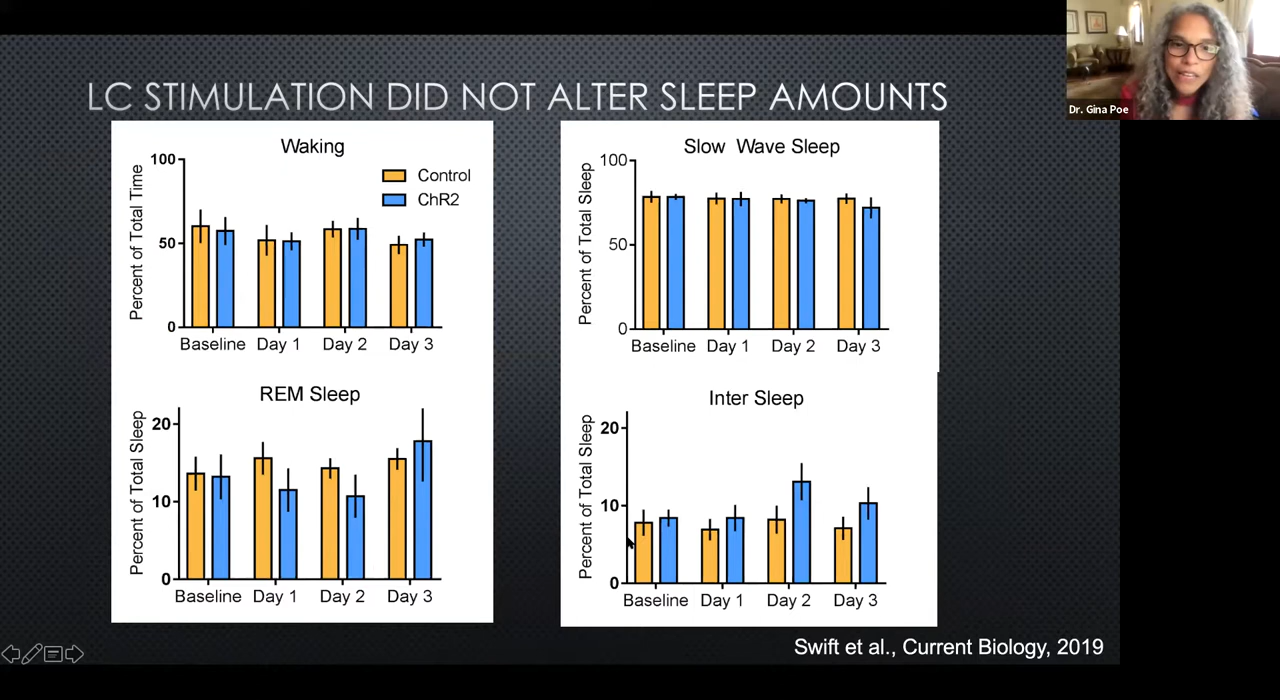 Dr. Gina Poe
LC STIMULATION DID NOT ALTER SLEEP AMOUNTS
Waking
Percent of Total Time
100
50
0
Control
ChR2
Baseline Day 1 Day 2 Day 3
Slow Wave Sleep
Percent of Total Sleep
100
50
0
Baseline Day 1 Day 2 Day 3
REM Sleep
Percent of Total Sleep
20
10
0
Baseline Day 1 Day 2 Day 3
Inter Sleep
Percent of Total Sleep
20
10
0
Baseline Day 1 Day 2 Day 3
Swift et al., Current Biology, 2019